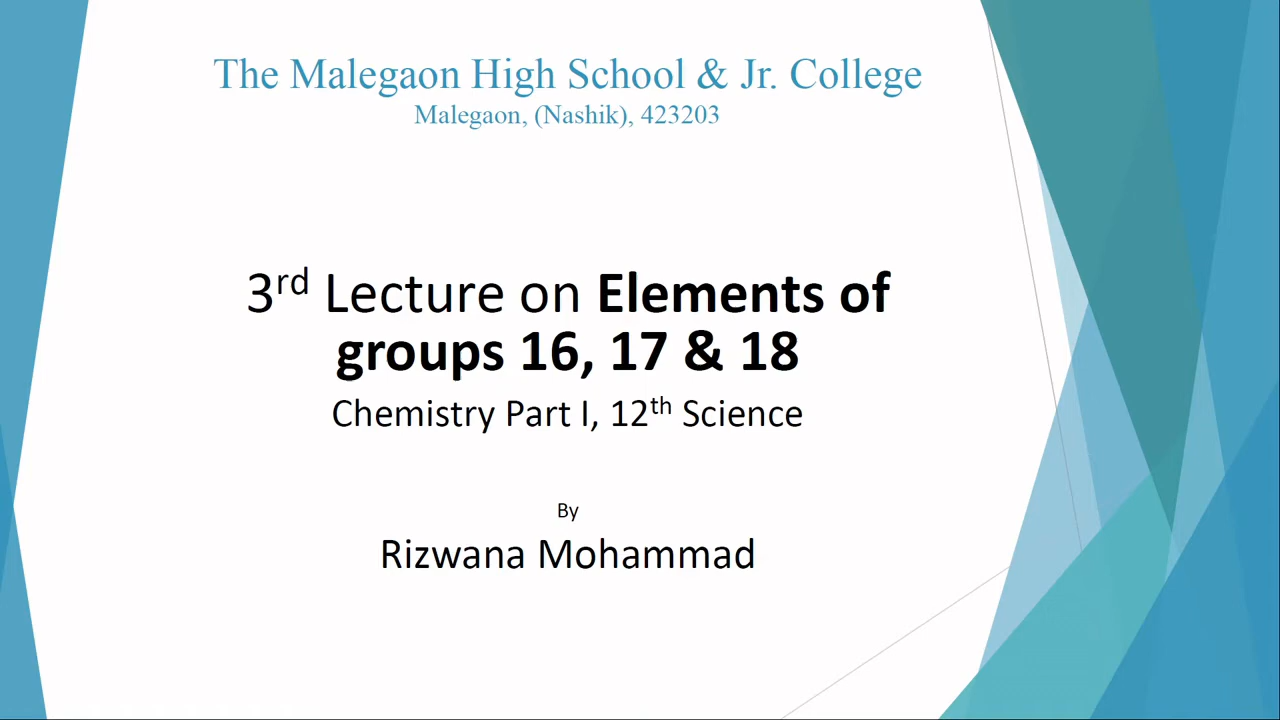 The Malegaon High School & Jr. College
Malegaon, (Nashik), 423203
3rd Lecture on Elements of
groups 16, 17 & 18
Chemistry Part I, 12th Science
By
Rizwana Mohammad